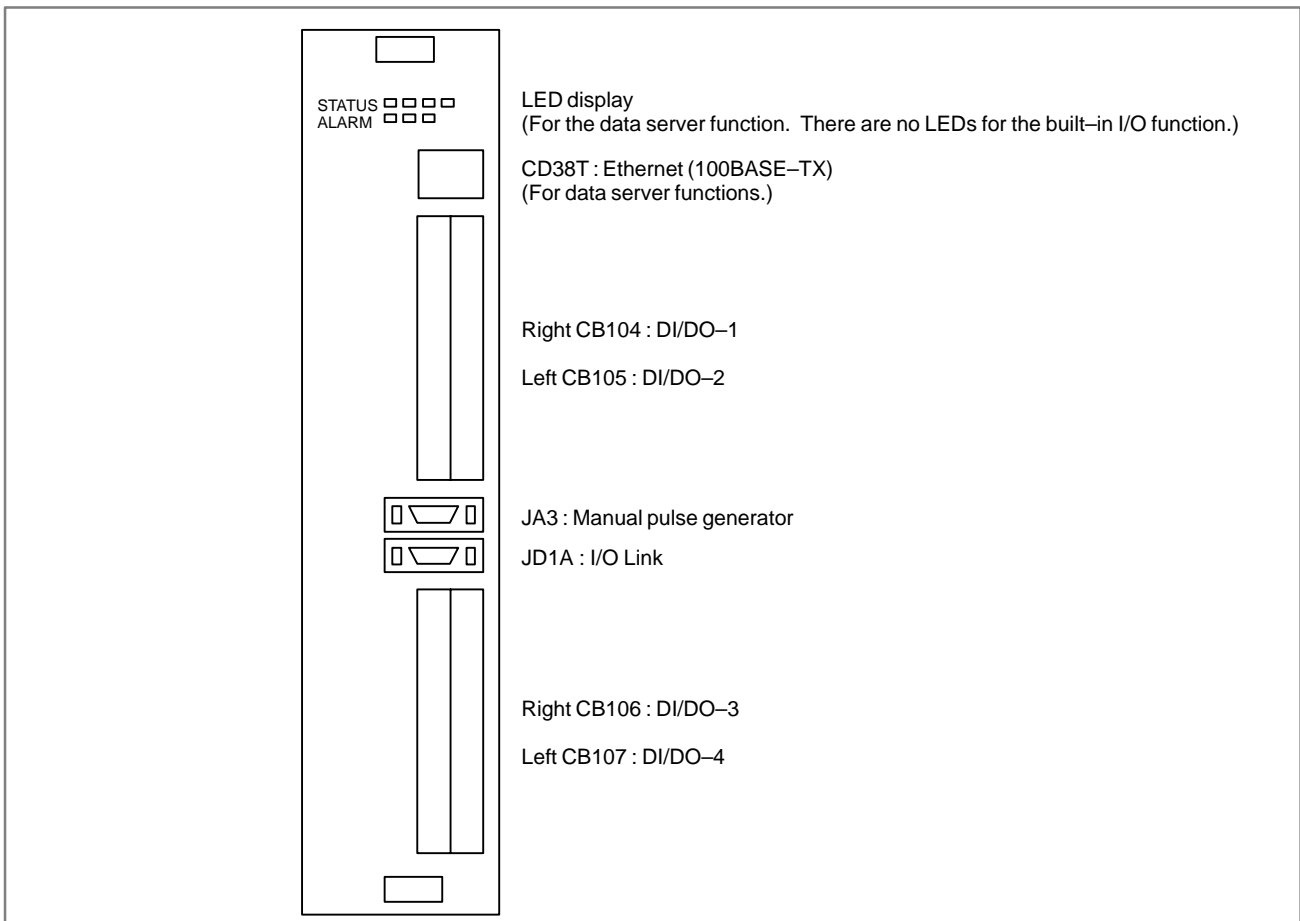 STATUS
ALARM
LED display
(For the data server function. There are no LEDs for the built–in I/O function.)
CD38T : Ethernet (100BASE–TX)
(For data server functions.)
Right CB104 : DI/DO–1
Left CB105 : DI/DO–2
JA3 : Manual pulse generator
JD1A : I/O Link
Right CB106 : DI/DO–3
Left CB107 : DI/DO–4